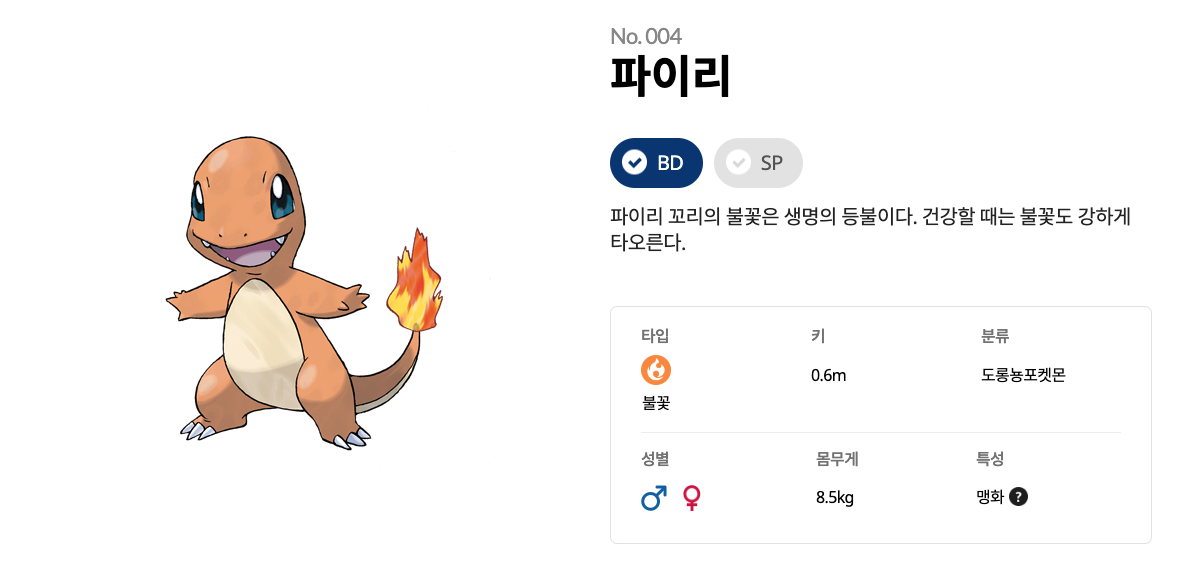 No. 004
파이리
BD SP
파이리 꼬리의 불꽃은 생명의 등불이다. 건강할 때는 불꽃도 강하게
타오른다.
타입 키 분류
0.6m 도롱뇽포켓몬
불꽃
성별 몸무게 특성
♂ ♀ 8.5kg 맹화 ?